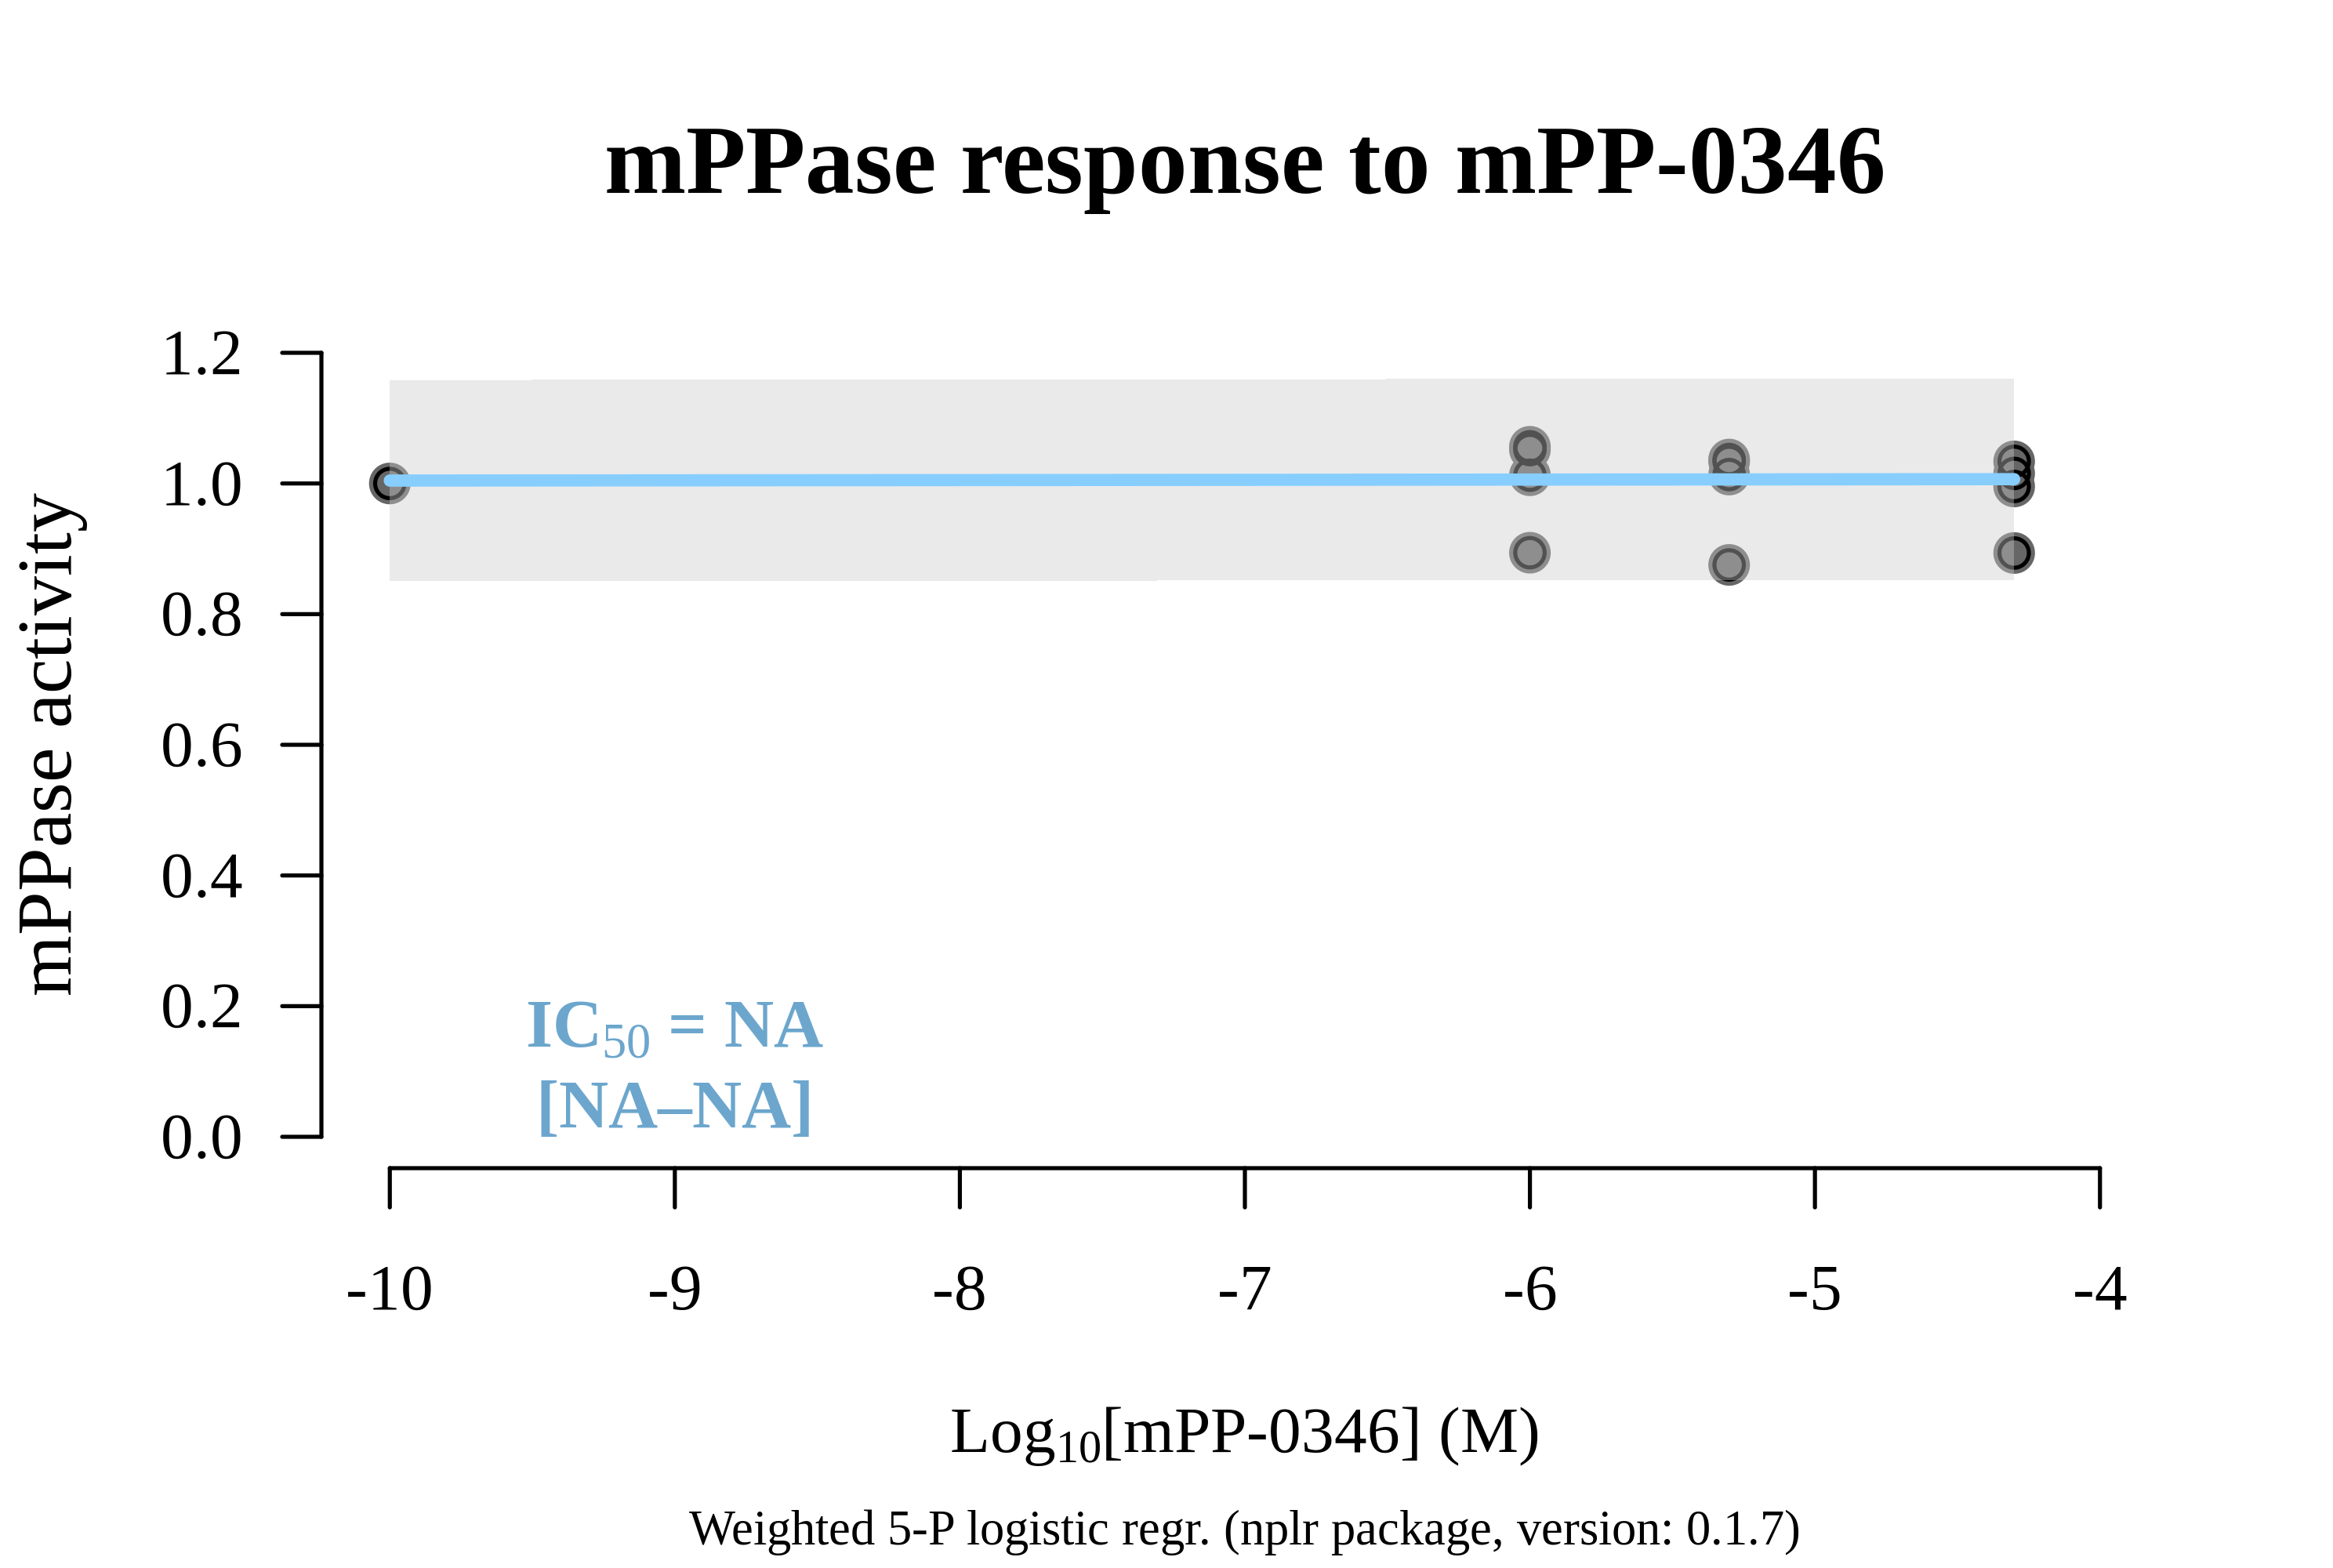 mPPase response to mPP-0346
mPPase activity
1.2
1.0
0.8
0.6
0.4
0.2
0.0
IC50 = NA
[NA–NA]
-10 -9 -8 -7 -6 -5 -4
Log10[mPP-0346] (M)
Weighted 5-P logistic regr. (nplr package, version: 0.1.7)